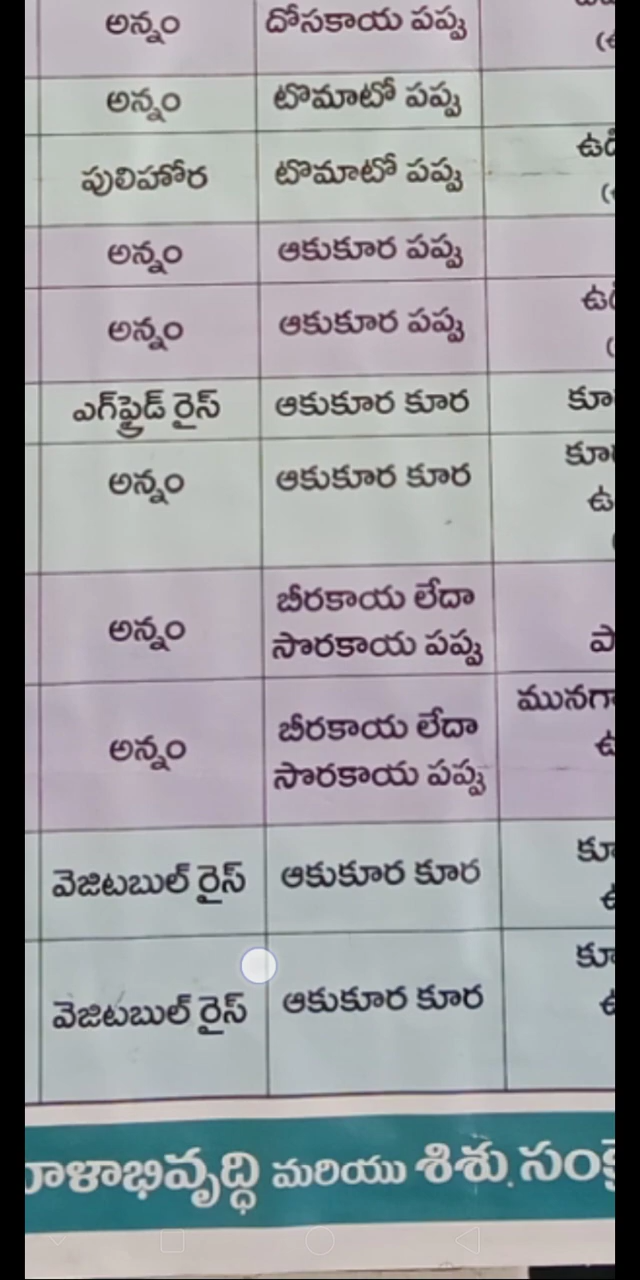 అన్నం దోసకాయ పప్పు
అన్నం టొమాటో పప్పు
పులిహోర టొమాటో పప్పు
అన్నం ఆకుకూర పప్పు
అన్నం ఆకుకూర పప్పు
ఎగ్‌ఫ్రైడ్ రైస్ ఆకుకూర కూర
అన్నం ఆకుకూర కూర
అన్నం బీరకాయ లేదా
సొరకాయ పప్పు
అన్నం బీరకాయ లేదా
సొరకాయ పప్పు
వెజిటబుల్ రైస్ ఆకుకూర కూర
వెజిటబుల్ రైస్ ఆకుకూర కూర
మరియు శిశు